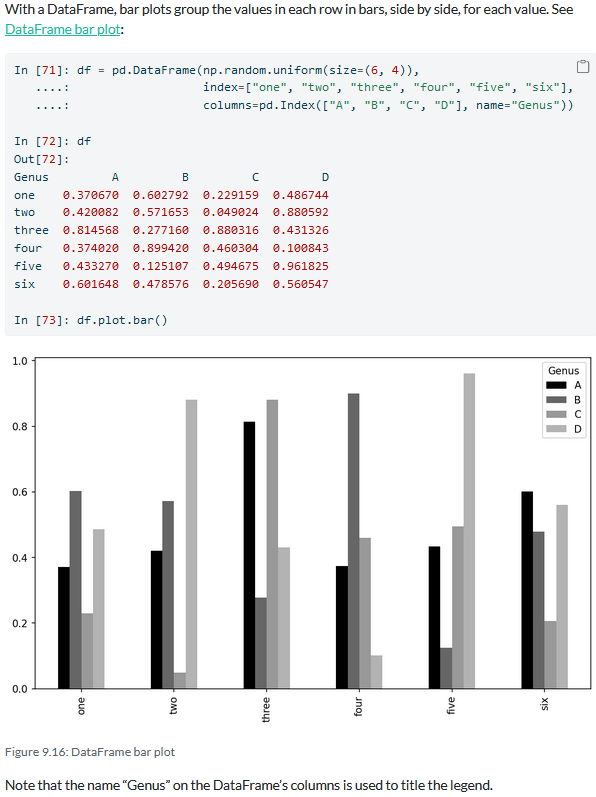 With a DataFrame, bar plots group the values in each row in bars, side by side, for each value. See
DataFrame bar plot:
In [71]: df = pd.DataFrame(np.random.uniform(size=(6, 4)),
   ....:                   index=["one", "two", "three", "four", "five", "six"],
   ....:                   columns=pd.Index(["A", "B", "C", "D"], name="Genus"))
In [72]: df
Out[72]:
Genus         A         B         C         D
one    0.370670  0.602792  0.229159  0.486744
two    0.420082  0.571653  0.049024  0.880592
three  0.814568  0.277160  0.880316  0.431326
four   0.374020  0.899420  0.460304  0.100843
five   0.433270  0.125107  0.494675  0.961825
six    0.601648  0.478576  0.205690  0.560547
In [73]: df.plot.bar()
1.0
0.8
0.6
0.4
0.2
0.0
Genus
A
B
C
D
one
two
three
four
five
six
Figure 9.16: DataFrame bar plot
Note that the name “Genus” on the DataFrame’s columns is used to title the legend.